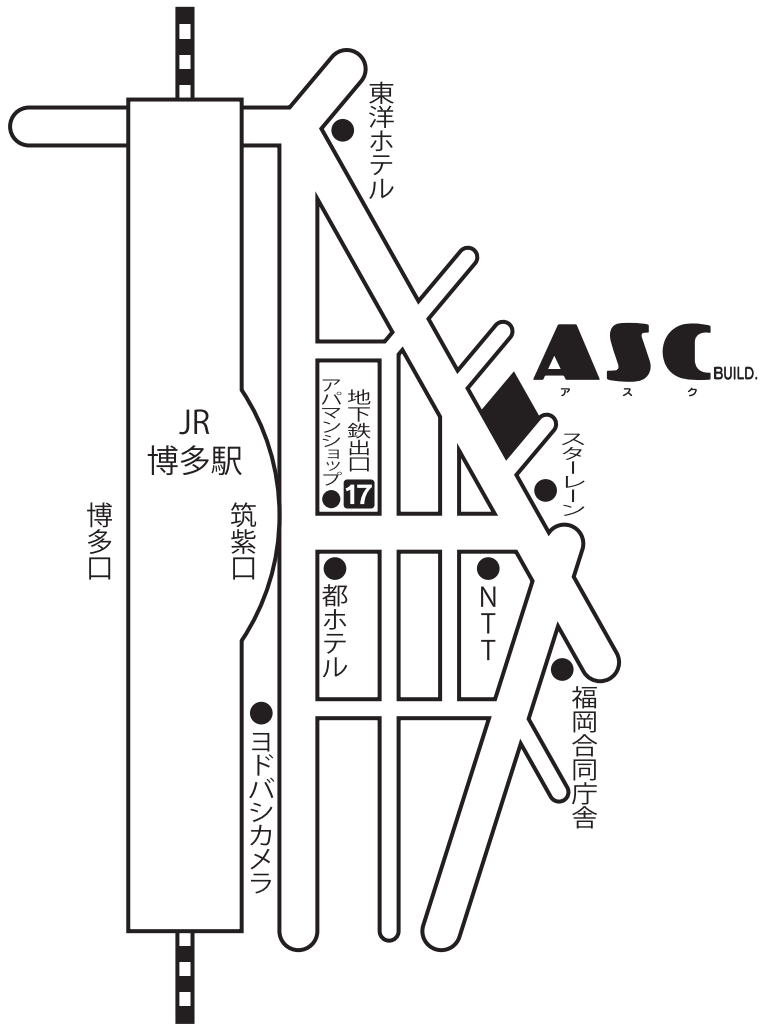 東洋ホテル
ASC BUILD.
アスク
地下鉄出口
17
アパマンショップ
JR
博多駅
スターレーン
博多口
筑紫口
都ホテル
NTT
福岡合同庁舎
ヨドバシカメラ